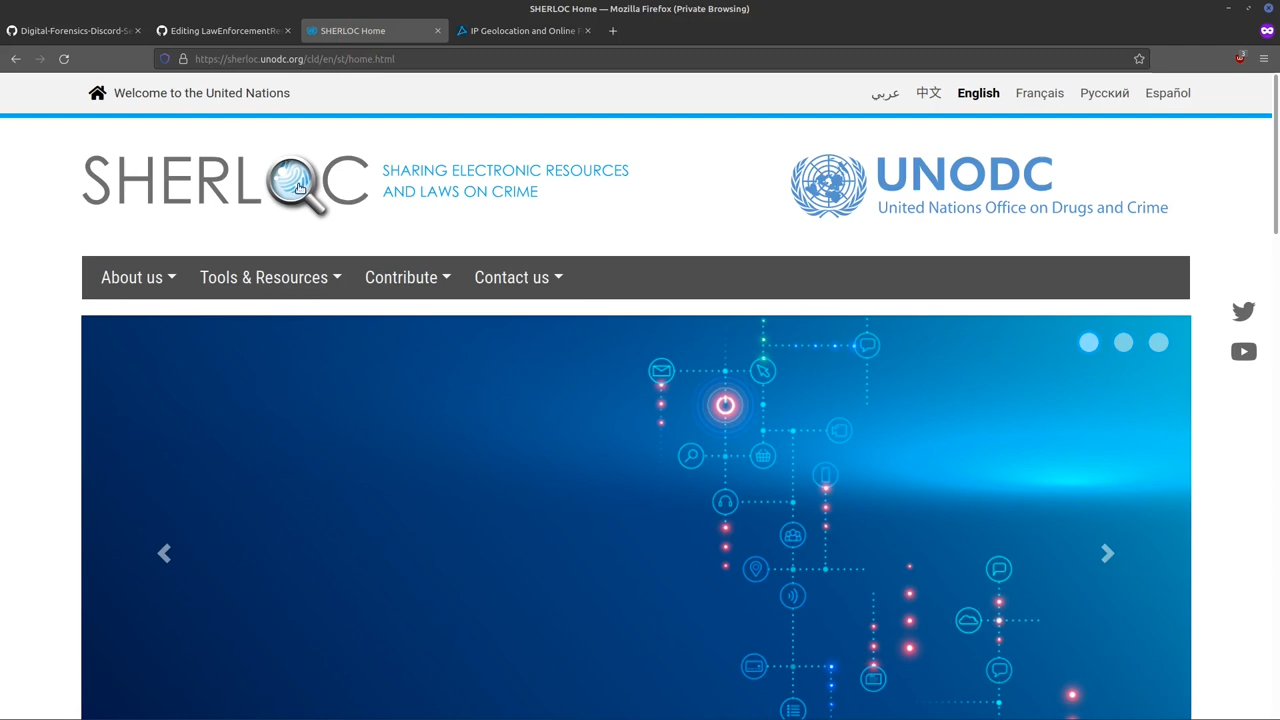 SHERLOC Home — Mozilla Firefox (Private Browsing)
Digital-Forensics-Discord-Se
Editing LawEnforcementRe
SHERLOC Home
IP Geolocation and Online F
https://sherloc.unodc.org/cld/en/st/home.html
3
Welcome to the United Nations
عربي
中文
English
Français
Русский
Español
SHERLOC
SHARING ELECTRONIC RESOURCES
AND LAWS ON CRIME
UNODC
United Nations Office on Drugs and Crime
About us
Tools & Resources
Contribute
Contact us